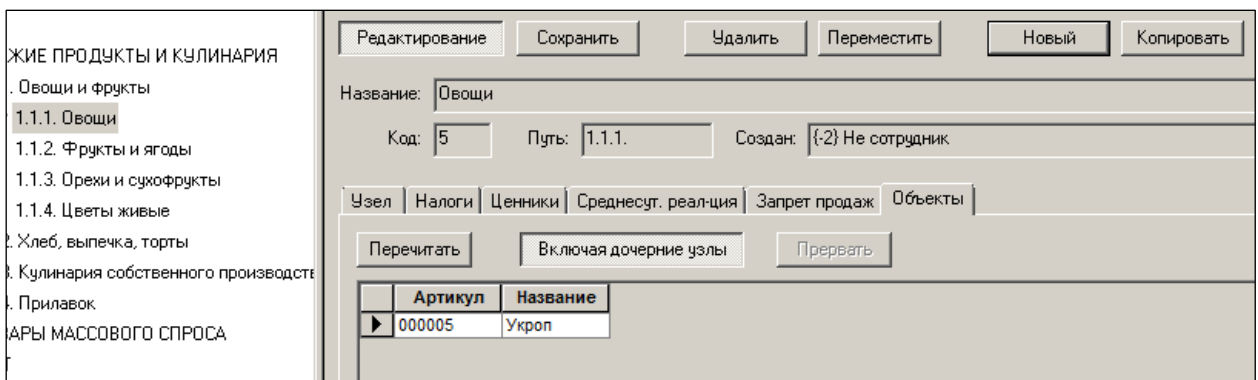 ЖИЕ ПРОДУКТЫ И КУЛИНАРИЯ
. Овощи и фрукты
1.1.1. Овощи
1.1.2. Фрукты и ягоды
1.1.3. Орехи и сухофрукты
1.1.4. Цветы живые
2. Хлеб, выпечка, торты
3. Кулинария собственного производств
4. Прилавок
АРЫ МАССОВОГО СПРОСА
Редактирование Сохранить Удалить Переместить Новый Копировать
Название: Овощи
Код: 5 Путь: 1.1.1. Создан: {-2} Не сотрудник
Узел Налоги Ценники Среднесут. реал-ция Запрет продаж Объекты
Перечитать Включая дочерние узлы Прервать
Артикул Название
000005 Укроп